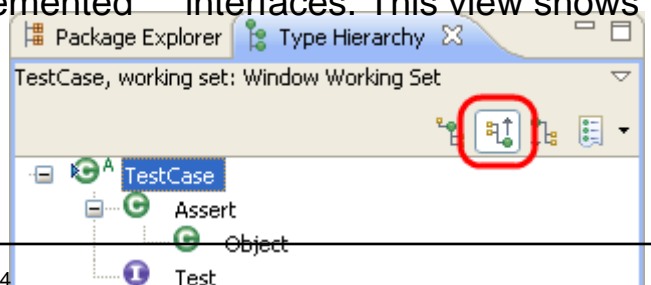 emented interfaces. This view shows
Package Explorer Type Hierarchy
TestCase, working set: Window Working Set
A TestCase
C Assert
C Object
4
I Test